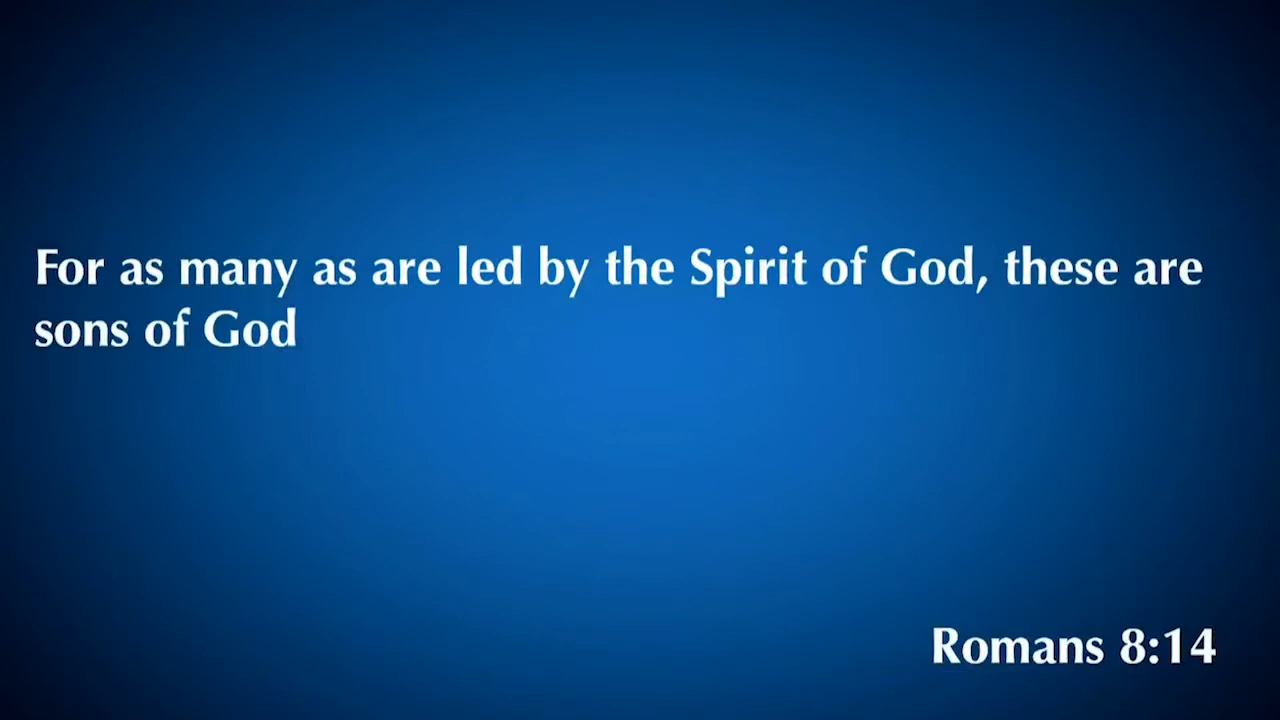 For as many as are led by the Spirit of God, these are
sons of God
Romans 8:14